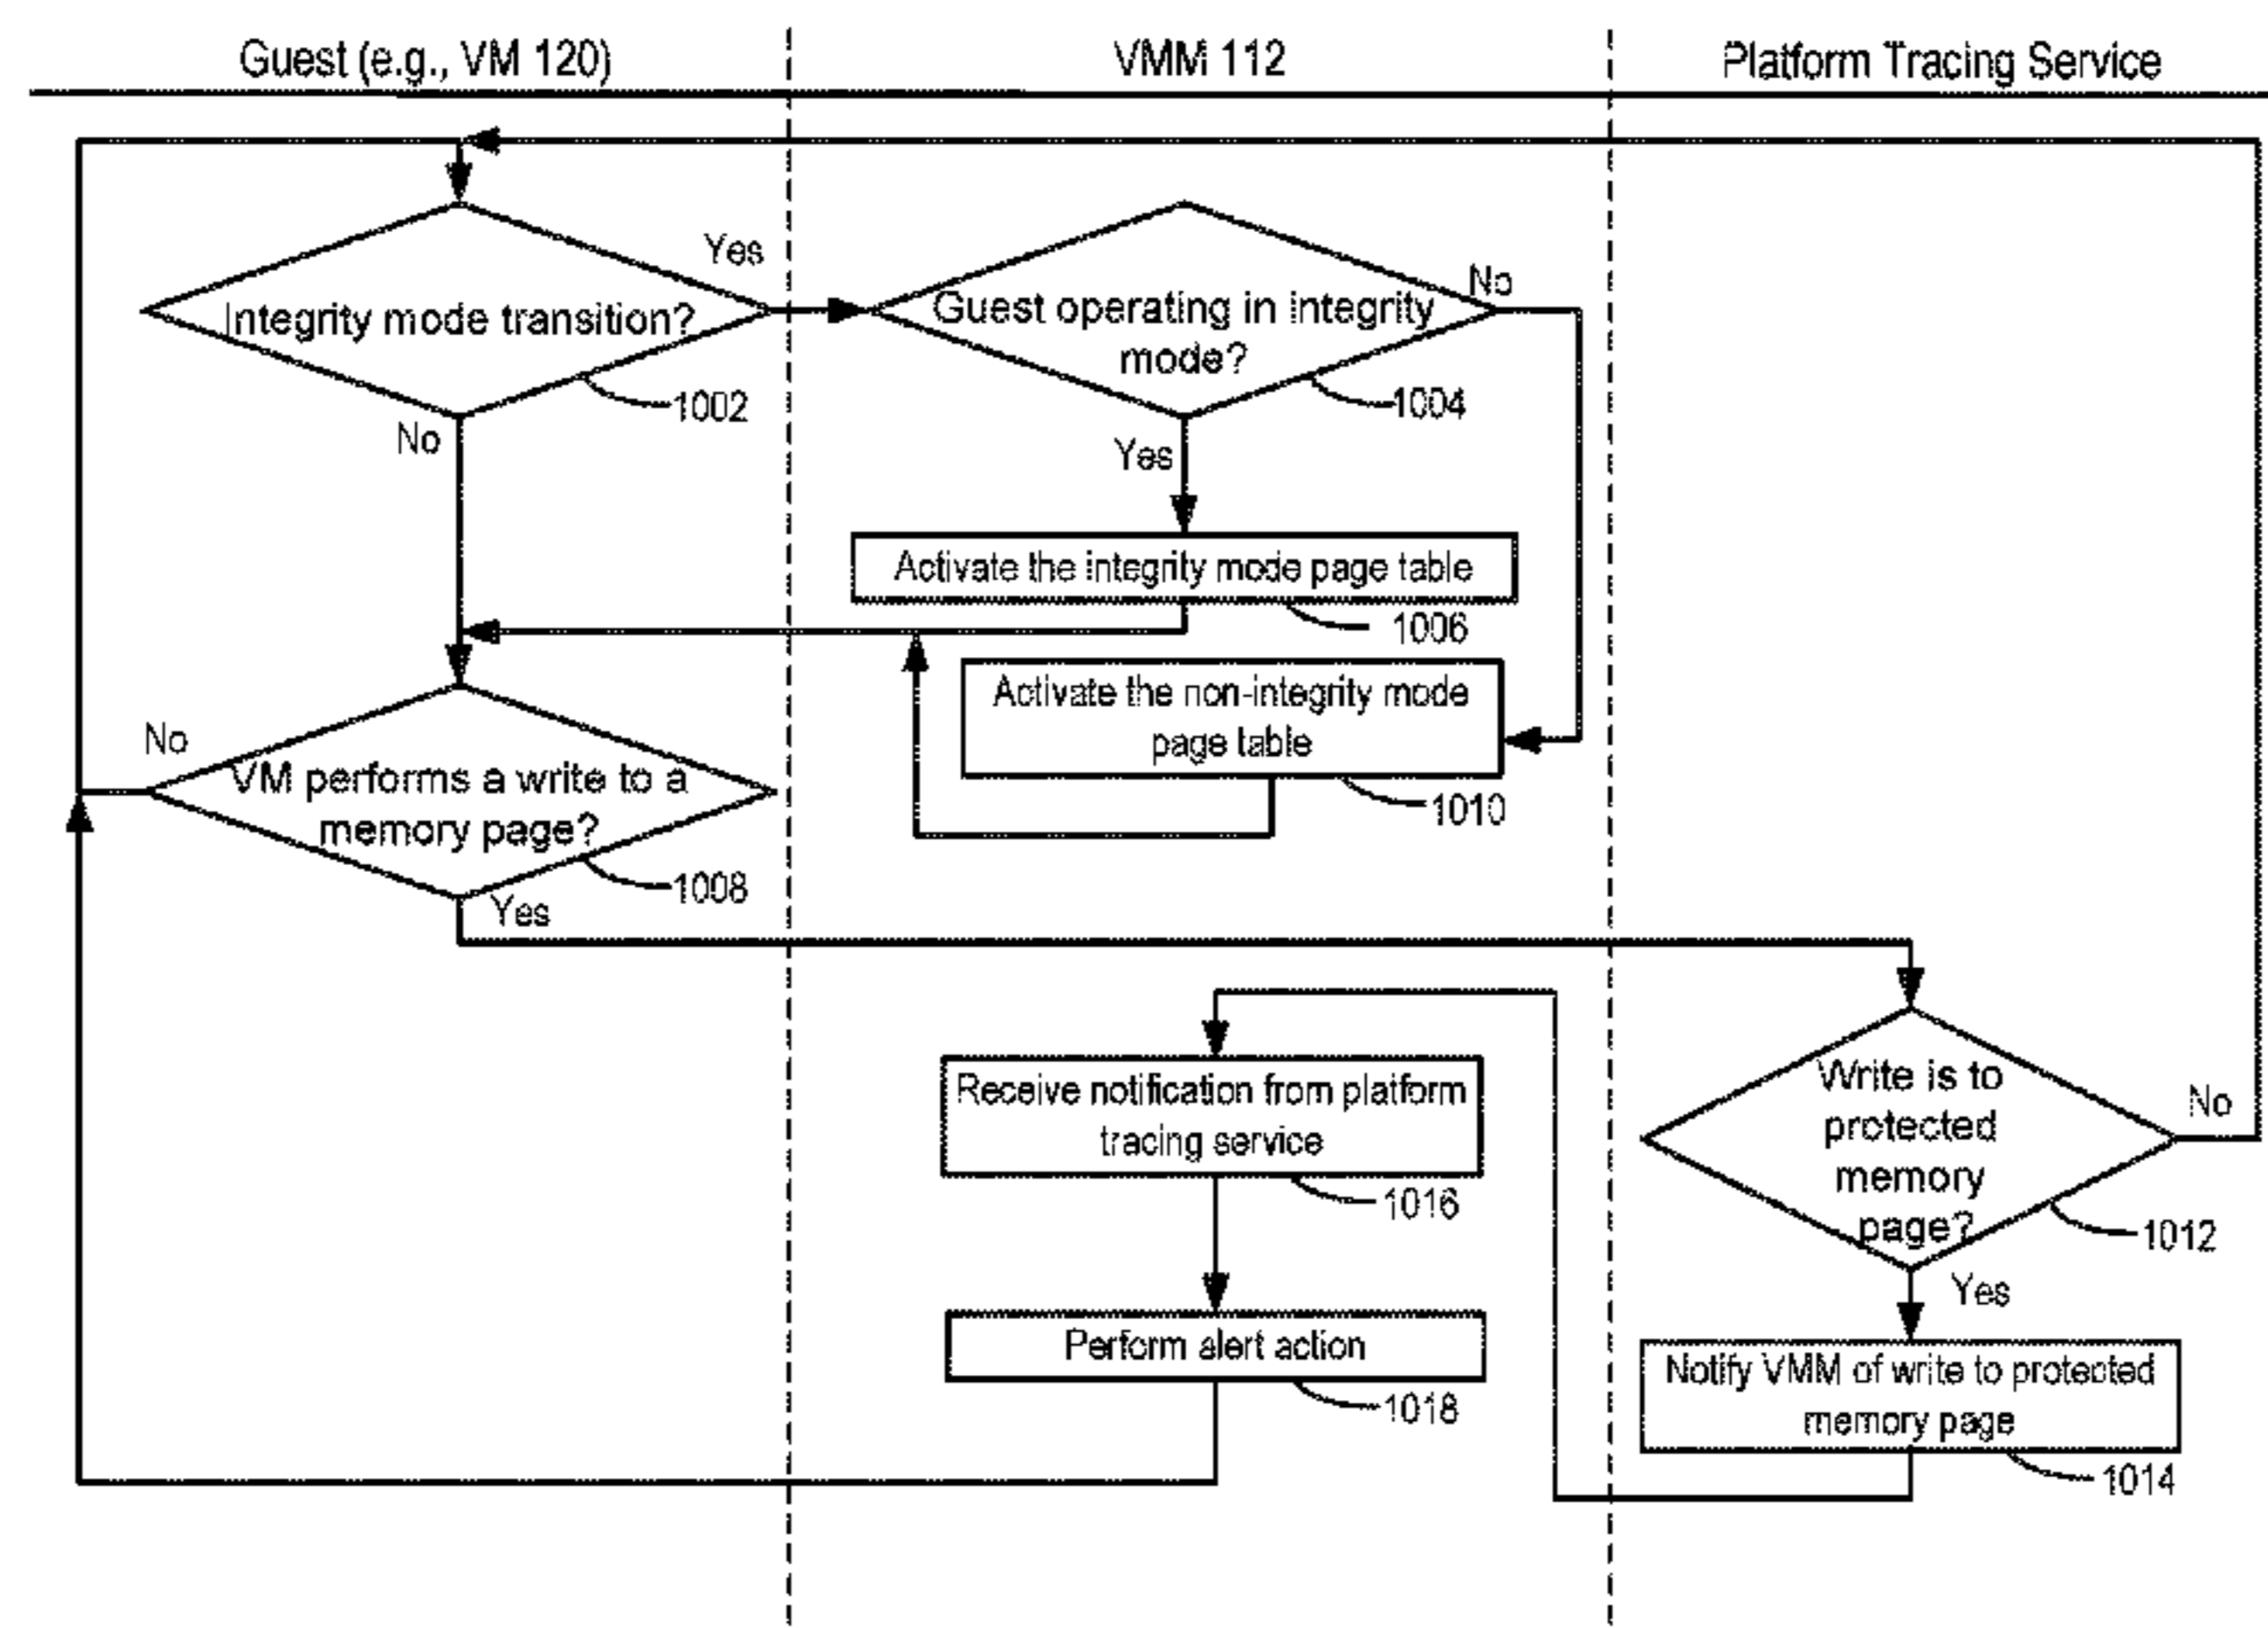 Guest (e.g., VM 120)
VMM 112
Platform Tracing Service
Yes
Integrity mode transition?
1002
No
No
Guest operating in integrity
mode?
1004
Yes
Activate the integrity mode page table
1006
Activate the non-integrity mode
page table
1010
No
VM performs a write to a
memory page?
1008
Yes
Write is to
protected
memory
page?
No
1012
Yes
Notify VMM of write to protected
memory page
1014
Receive notification from platform
tracing service
1016
Perform alert action
1018